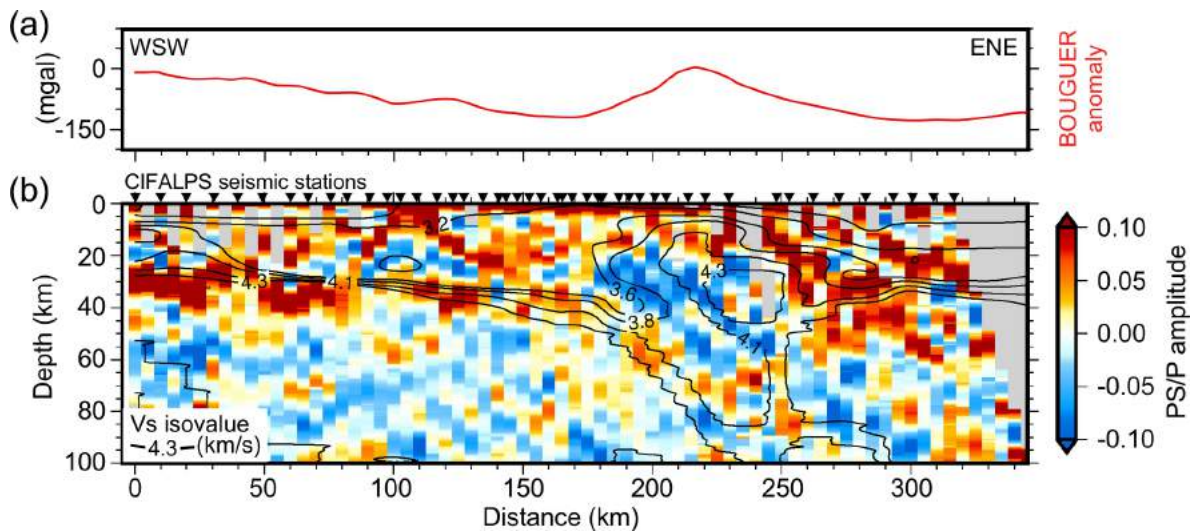 (a)
WSW
ENE
0
-150
(mgal)
BOUGUER
anomaly
(b)
CIFALPS seismic stations
0
20
40
60
80
100
Depth (km)
3.2
4.3
4.1
3.6
3.8
4.3
4.1
Vs isovalue
4.3 (km/s)
0 50 100 150 200 250 300
Distance (km)
0.10
0.05
0.00
-0.05
-0.10
PS/P amplitude